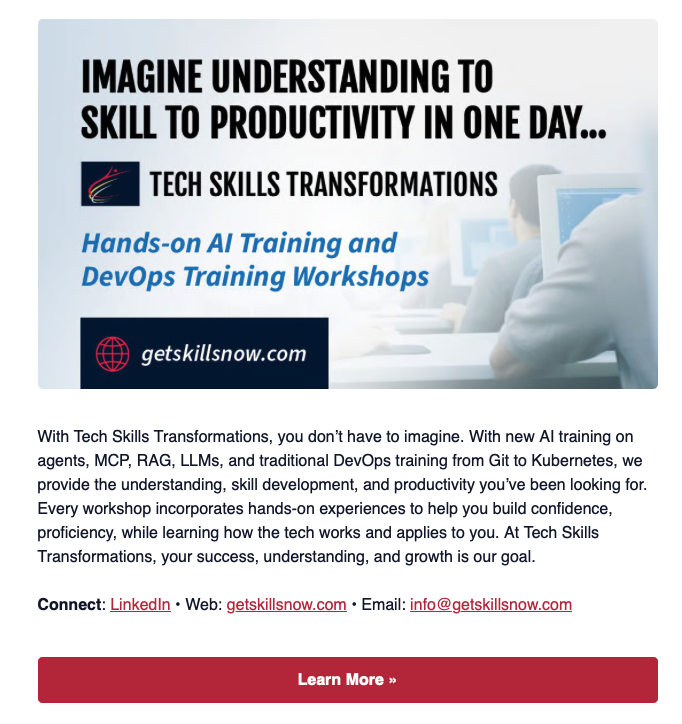 IMAGINE UNDERSTANDING TO
SKILL TO PRODUCTIVITY IN ONE DAY...
TECH SKILLS TRANSFORMATIONS
Hands-on AI Training and
DevOps Training Workshops
getskillsnow.com
With Tech Skills Transformations, you don’t have to imagine. With new AI training on
agents, MCP, RAG, LLMs, and traditional DevOps training from Git to Kubernetes, we
provide the understanding, skill development, and productivity you’ve been looking for.
Every workshop incorporates hands-on experiences to help you build confidence,
proficiency, while learning how the tech works and applies to you. At Tech Skills
Transformations, your success, understanding, and growth is our goal.
Connect: LinkedIn • Web: getskillsnow.com • Email: info@getskillsnow.com
Learn More »